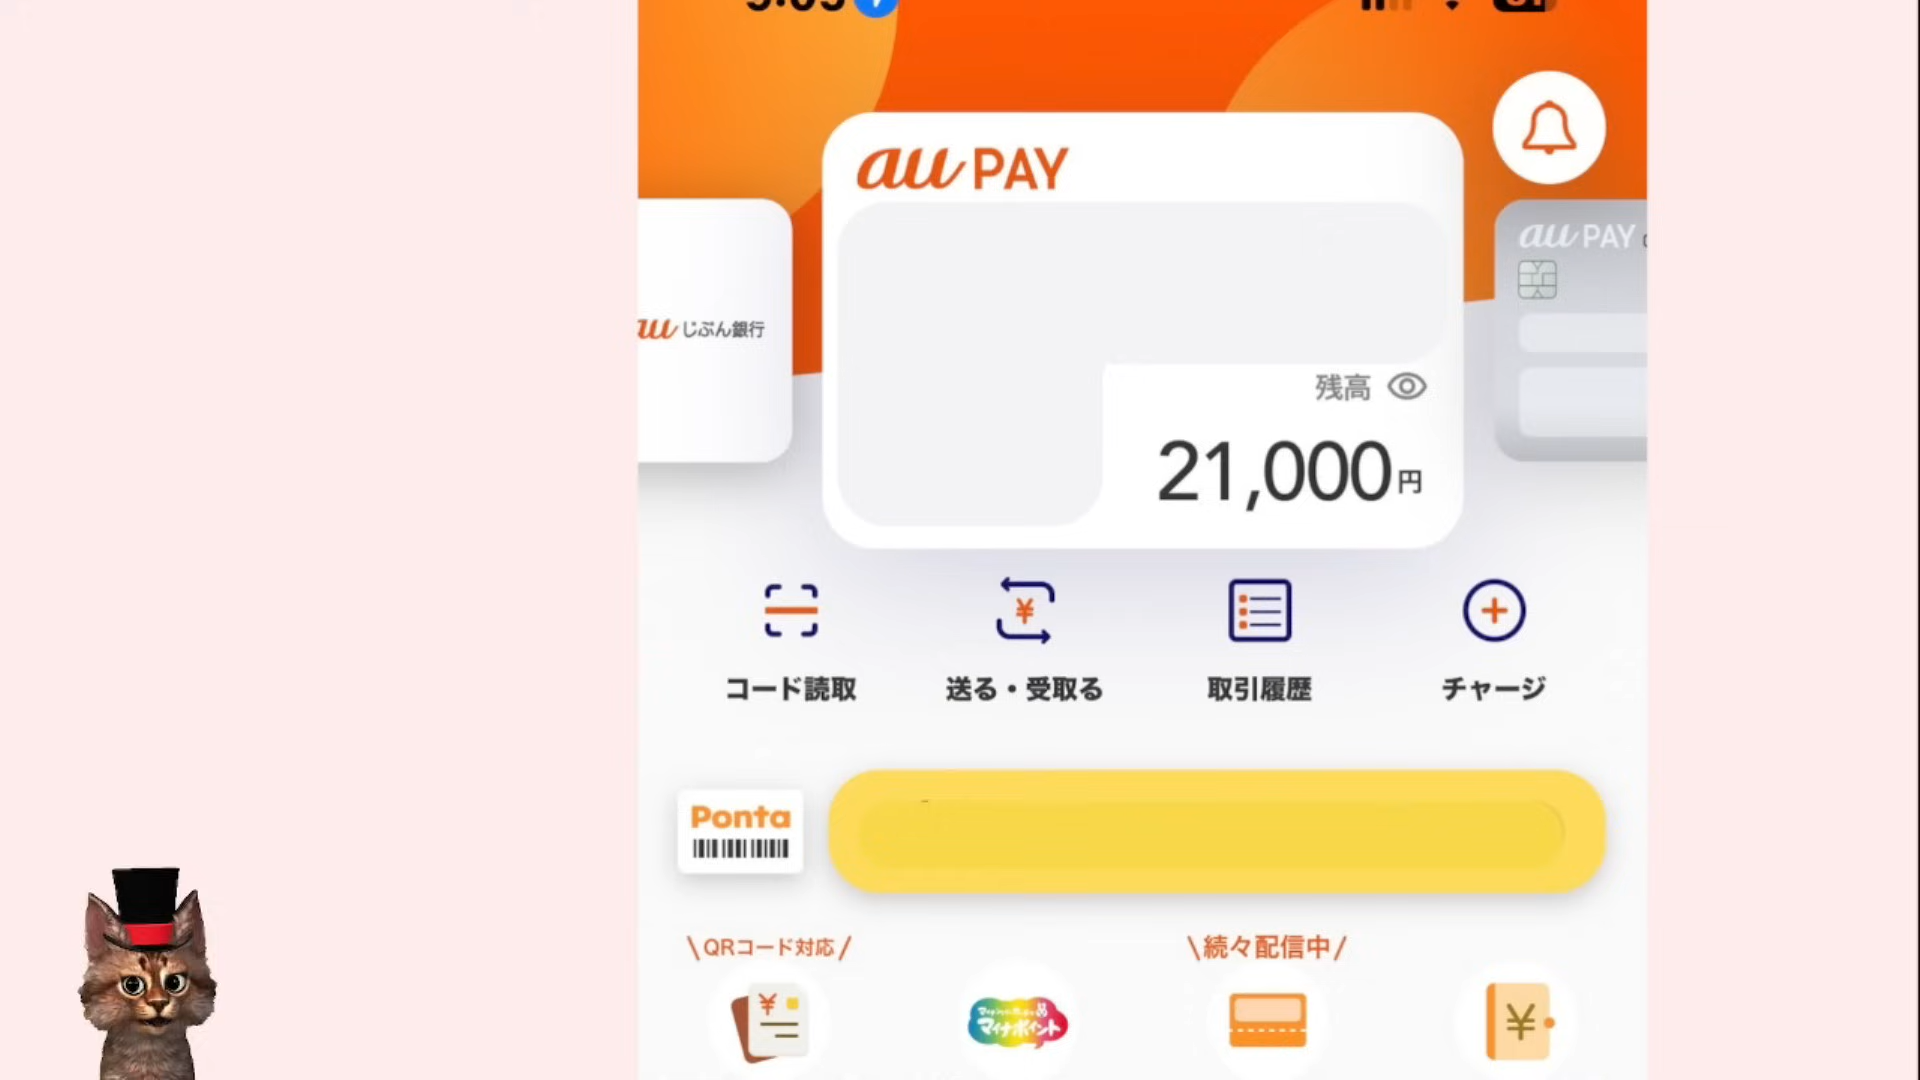 au PAY
au PAY
au じぶん銀行
残高
21,000円
コード読取
送る・受取る
取引履歴
チャージ
Ponta
\QRコード対応/
\続々配信中/
¥
マイナポイント
¥